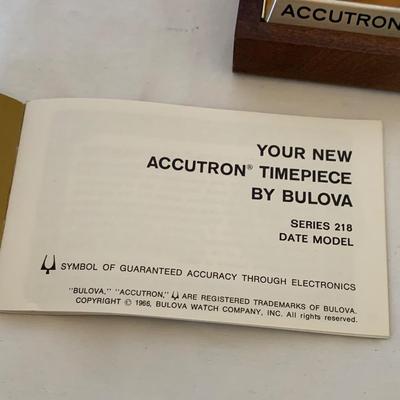 ACCUTRON
YOUR NEW
ACCUTRON® TIMEPIECE
BY BULOVA
SERIES 218
DATE MODEL
SYMBOL OF GUARANTEED ACCURACY THROUGH ELECTRONICS
"BULOVA," "ACCUTRON," ARE REGISTERED TRADEMARKS OF BULOVA.
COPYRIGHT © 1966, BULOVA WATCH COMPANY, INC. All rights reserved.